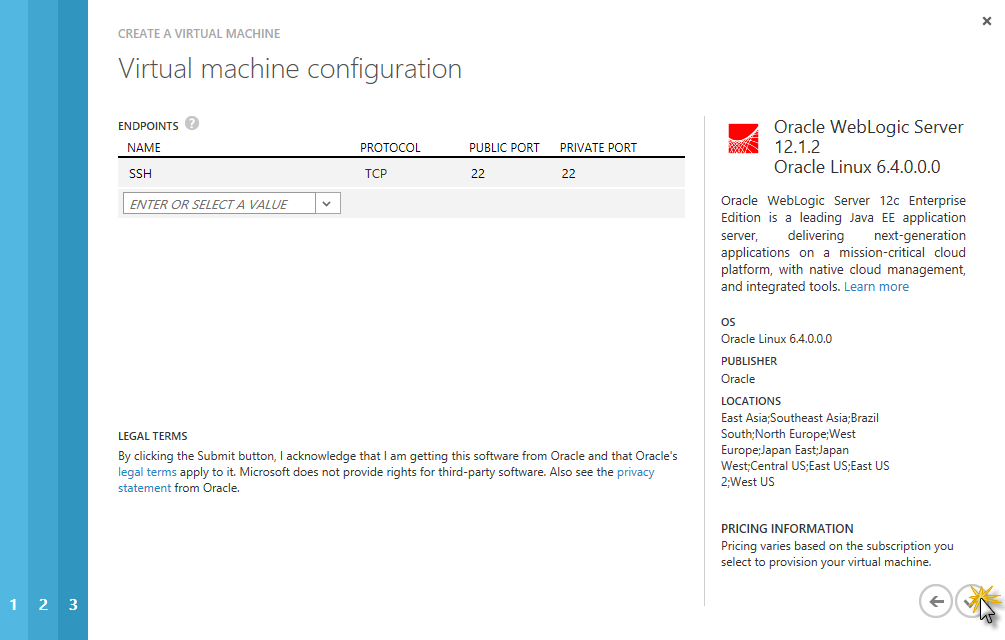 CREATE A VIRTUAL MACHINE
Virtual machine configuration
ENDPOINTS ?
NAME PROTOCOL PUBLIC PORT PRIVATE PORT
SSH TCP 22 22
ENTER OR SELECT A VALUE
LEGAL TERMS
By clicking the Submit button, I acknowledge that I am getting this software from Oracle and that Oracle's
legal terms apply to it. Microsoft does not provide rights for third-party software. Also see the privacy
statement from Oracle.
Oracle WebLogic Server
12.1.2
Oracle Linux 6.4.0.0.0
Oracle WebLogic Server 12c Enterprise
Edition is a leading Java EE application
server, delivering next-generation
applications on a mission-critical cloud
platform, with native cloud management,
and integrated tools. Learn more
OS
Oracle Linux 6.4.0.0.0
PUBLISHER
Oracle
LOCATIONS
East Asia;Southeast Asia;Brazil
South;North Europe;West
Europe;Japan East;Japan
West;Central US;East US;East US
2;West US
PRICING INFORMATION
Pricing varies based on the subscription you
select to provision your virtual machine.
1 2 3